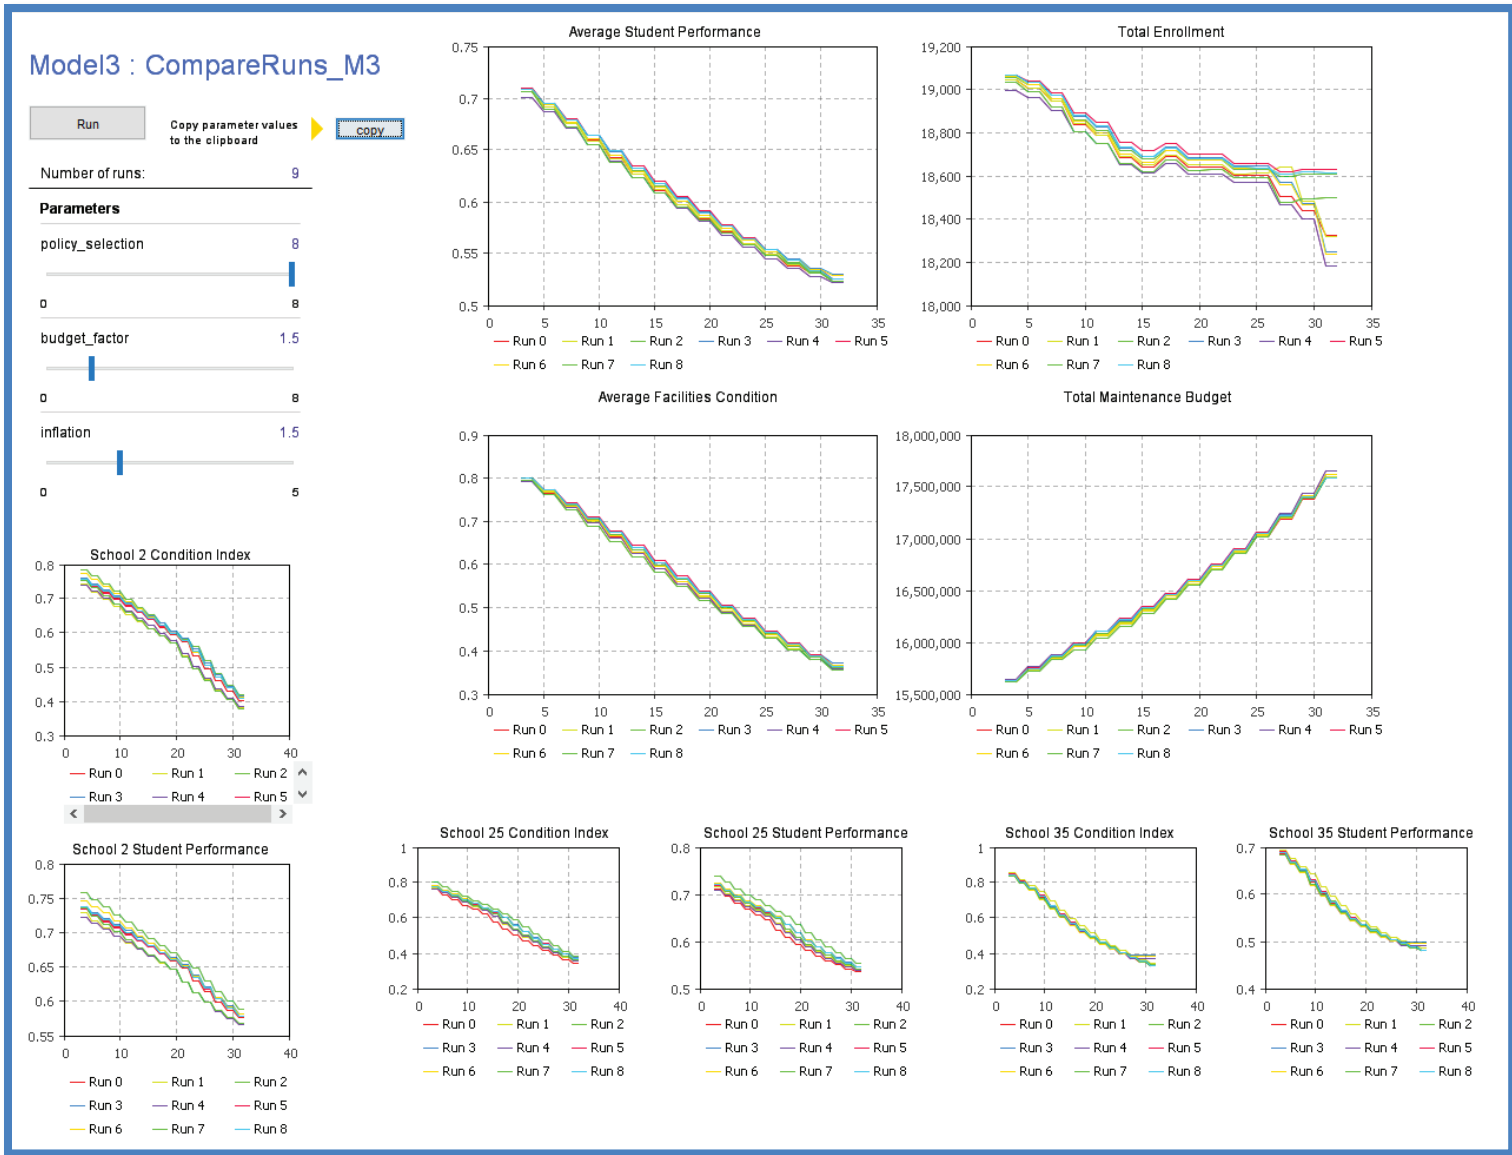 Model3 : CompareRuns_M3
Run
Copy parameter values
to the clipboard
copy
Number of runs: 9
Parameters
policy_selection 8
0 8
budget_factor 1.5
0 8
inflation 1.5
0 5
Average Student Performance
0.75
0.7
0.65
0.6
0.55
0.5
0 5 10 15 20 25 30 35
Run 0 Run 1 Run 2 Run 3 Run 4 Run 5
Run 6 Run 7 Run 8
Total Enrollment
19,200
19,000
18,800
18,600
18,400
18,200
18,000
0 5 10 15 20 25 30 35
Run 0 Run 1 Run 2 Run 3 Run 4 Run 5
Run 6 Run 7 Run 8
Average Facilities Condition
0.9
0.8
0.7
0.6
0.5
0.4
0.3
0 5 10 15 20 25 30 35
Run 0 Run 1 Run 2 Run 3 Run 4 Run 5
Run 6 Run 7 Run 8
Total Maintenance Budget
18,000,000
17,500,000
17,000,000
16,500,000
16,000,000
15,500,000
0 5 10 15 20 25 30 35
Run 0 Run 1 Run 2 Run 3 Run 4 Run 5
Run 6 Run 7 Run 8
School 2 Condition Index
0.8
0.7
0.6
0.5
0.4
0.3
0 10 20 30 40
Run 0 Run 1 Run 2
Run 3 Run 4 Run 5
School 2 Student Performance
0.8
0.75
0.7
0.65
0.6
0.55
0 10 20 30 40
Run 0 Run 1 Run 2
Run 3 Run 4 Run 5
Run 6 Run 7 Run 8
School 25 Condition Index
1
0.8
0.6
0.4
0.2
0 10 20 30 40
Run 0 Run 1 Run 2
Run 3 Run 4 Run 5
Run 6 Run 7 Run 8
School 25 Student Performance
0.8
0.7
0.6
0.5
0 10 20 30 40
Run 0 Run 1 Run 2
Run 3 Run 4 Run 5
Run 6 Run 7 Run 8
School 35 Condition Index
1
0.8
0.6
0.4
0.2
0 10 20 30 40
Run 0 Run 1 Run 2
Run 3 Run 4 Run 5
Run 6 Run 7 Run 8
School 35 Student Performance
0.7
0.6
0.5
0.4
0 10 20 30 40
Run 0 Run 1 Run 2
Run 3 Run 4 Run 5
Run 6 Run 7 Run 8